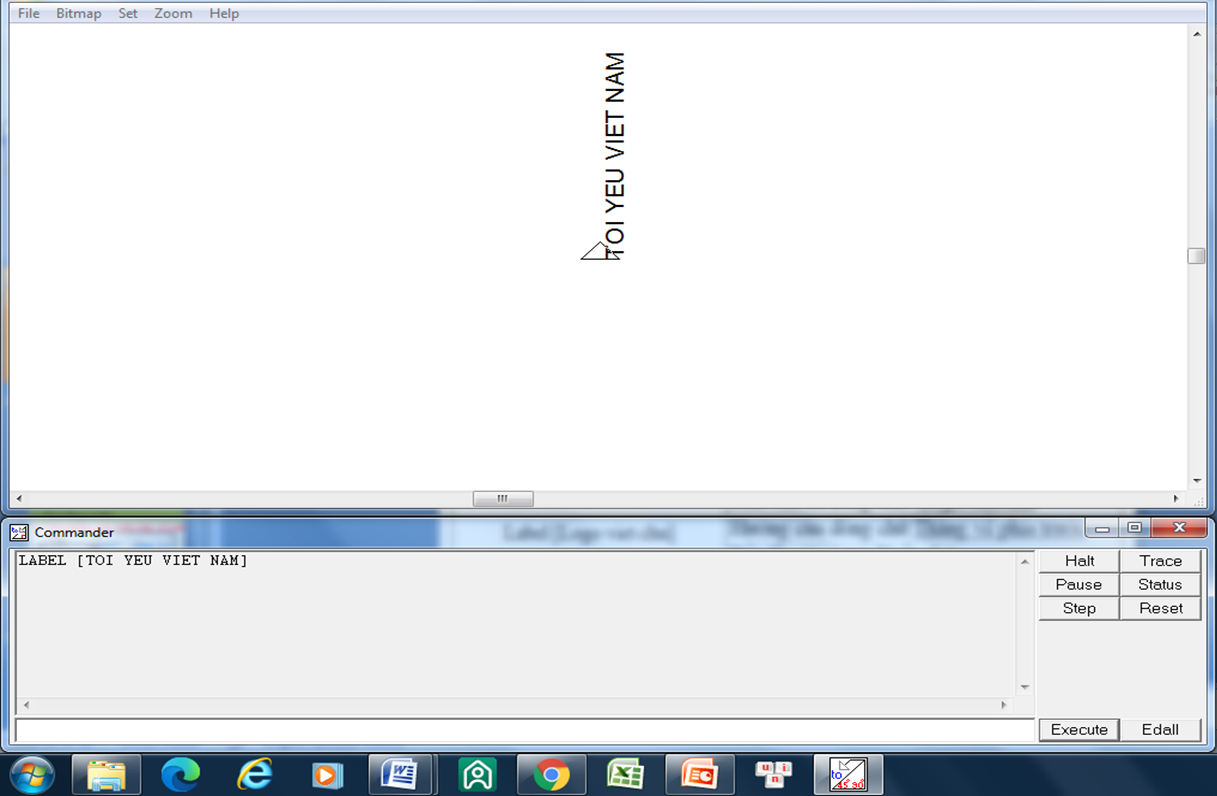 File Bitmap Set Zoom Help
TOI YEU VIET NAM
Commander
LABEL [TOI YEU VIET NAM]
Halt Trace
Pause Status
Step Reset
Execute Edall